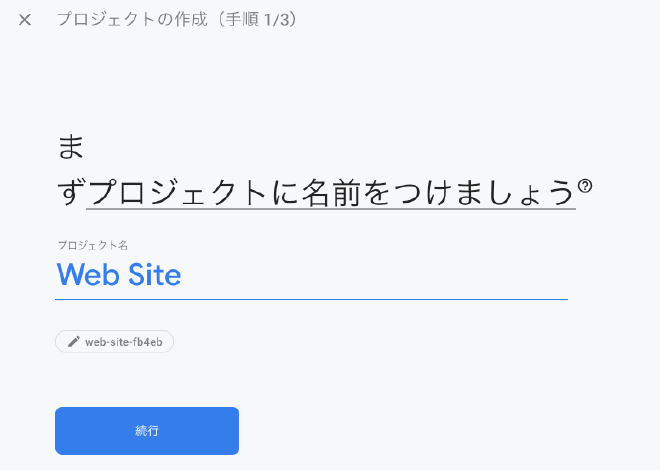 プロジェクトの作成（手順 1/3）
ま
ずプロジェクトに名前をつけましょう
プロジェクト名
Web Site
web-site-fb4eb
続行